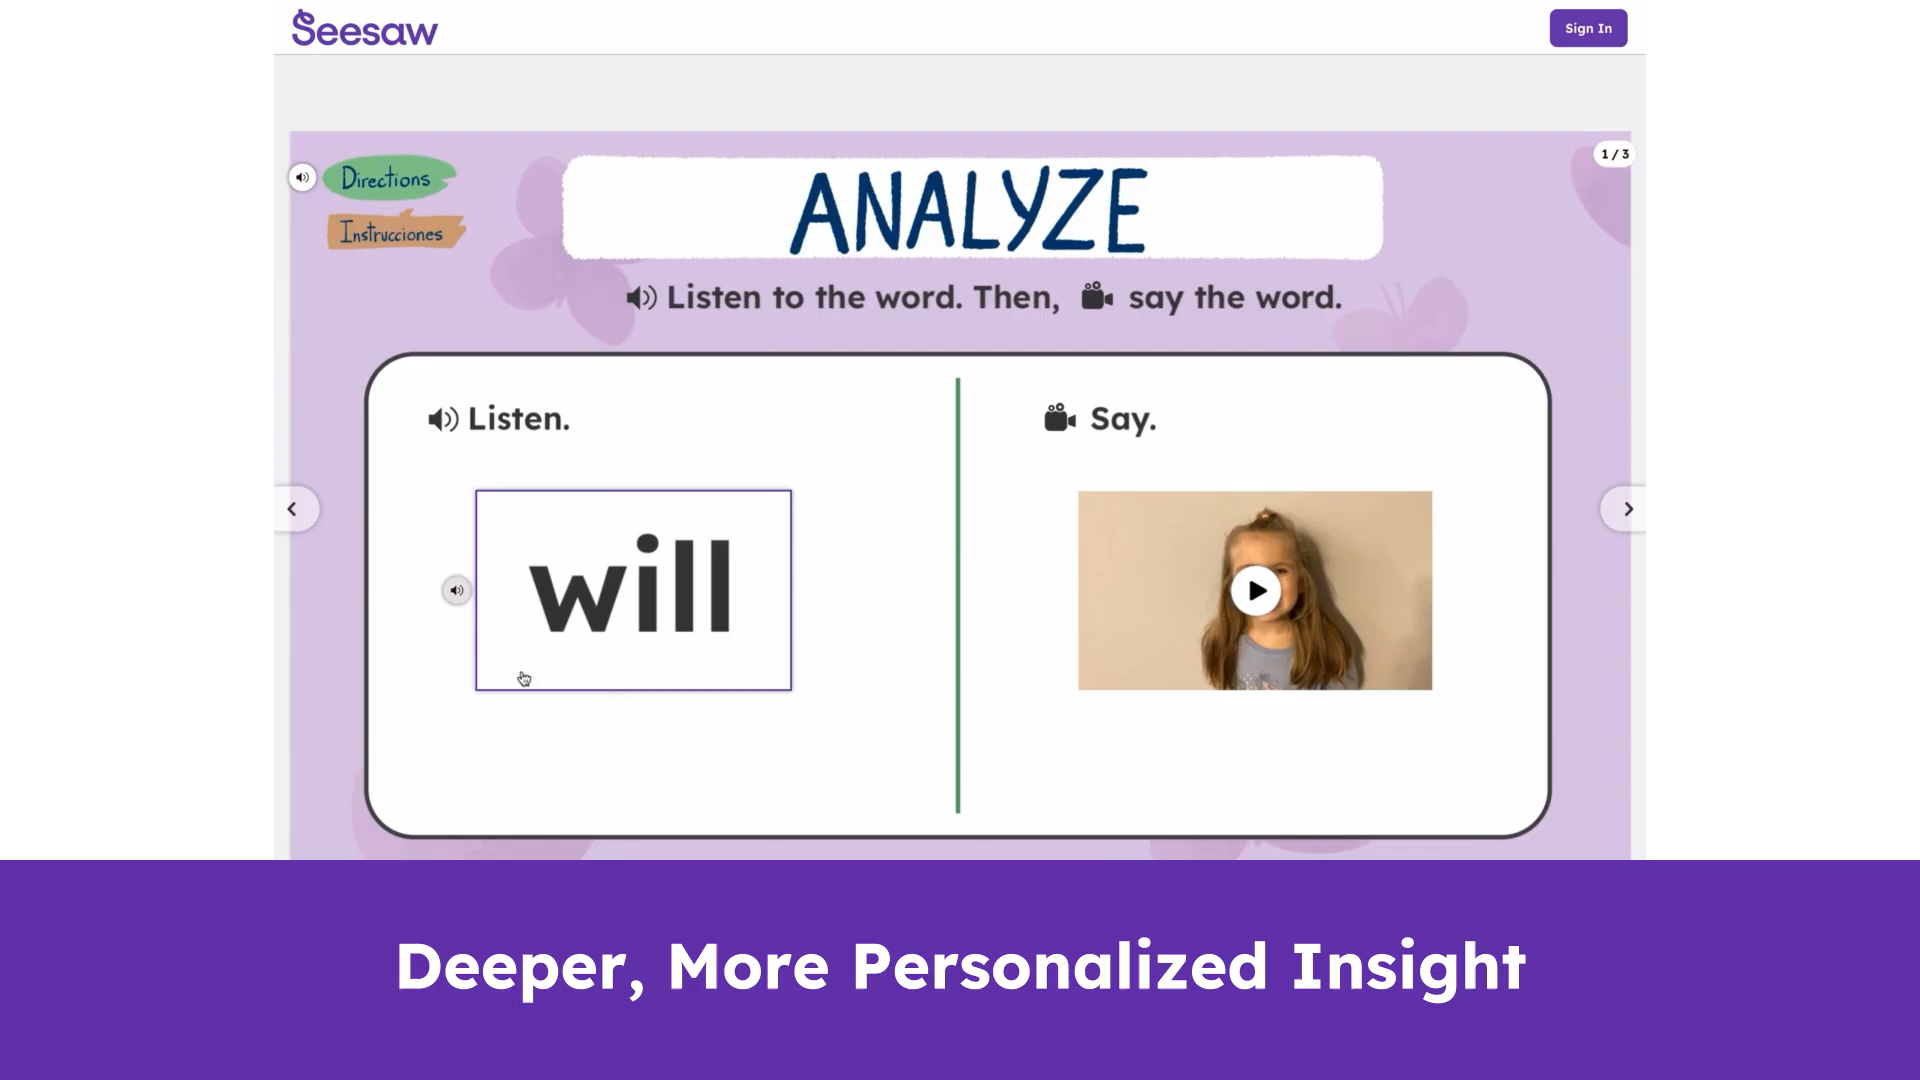 Seesaw
Sign In
1 / 3
Directions
Instrucciones
ANALYZE
Listen to the word. Then, say the word.
Listen.
Say.
will
Deeper, More Personalized Insight